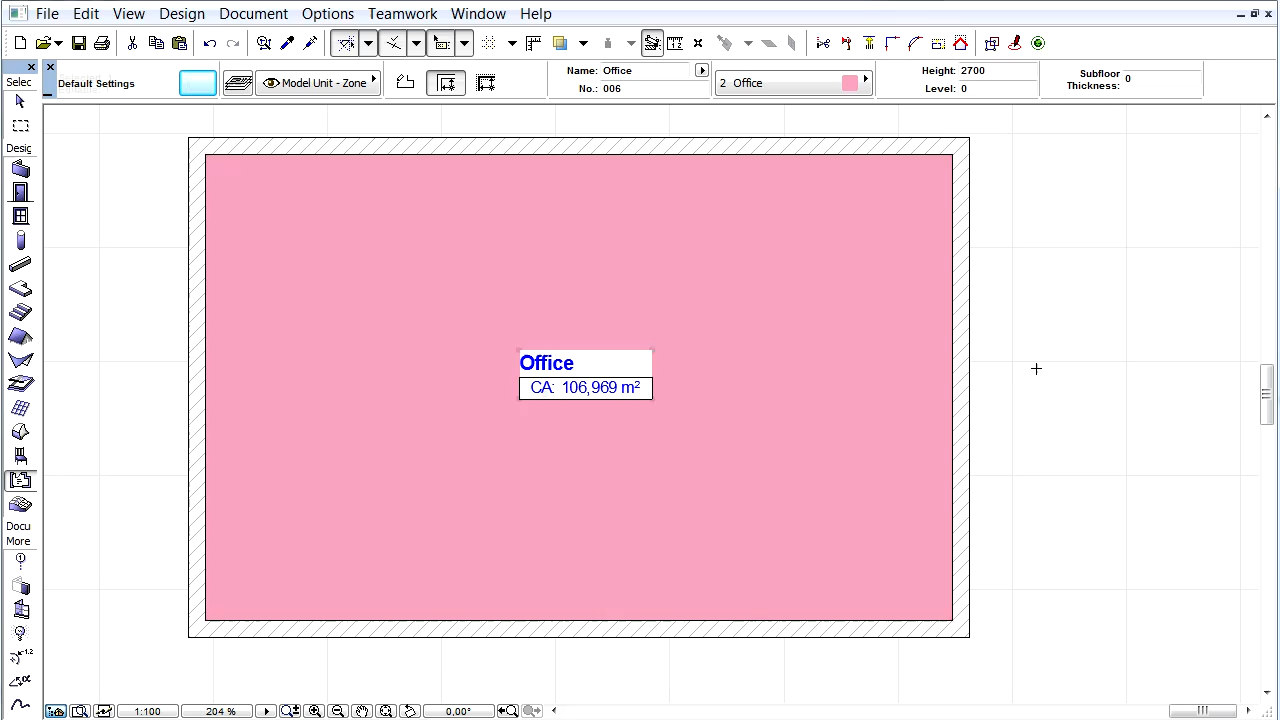 File Edit View Design Document Options Teamwork Window Help
Selec
Default Settings
Model Unit - Zone
Name: Office
No.: 006
2 Office
Height: 2700
Level: 0
Subfloor
Thickness: 0
Desig
Office
CA: 106,969 m²
Docu
More
1:100
204 %
0,00°